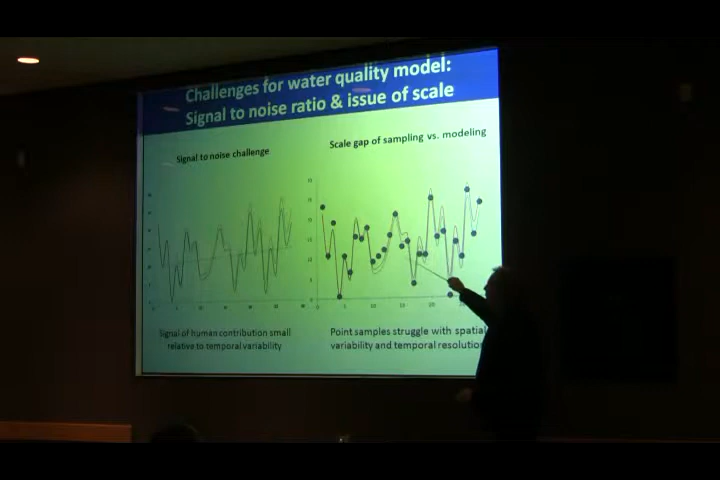 Challenges for water quality model:
Signal to noise ratio & issue of scale
Signal to noise challenge
Scale gap of sampling vs. modeling
Signal of human contribution small
relative to temporal variability
Point samples struggle with spatial
variability and temporal resolution